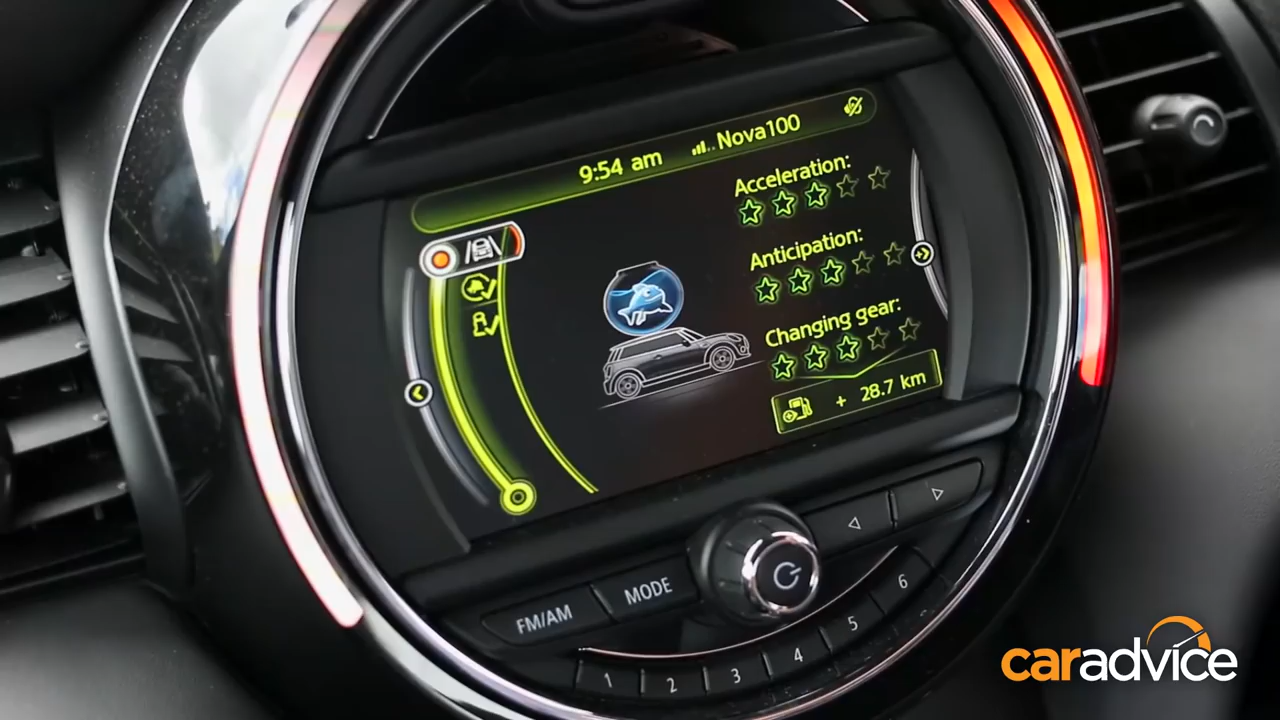 9:54 am Nova100
Acceleration:
Anticipation:
Changing gear:
+ 28.7 km
FM/AM MODE
1 2 3 4 5 6
caradvice